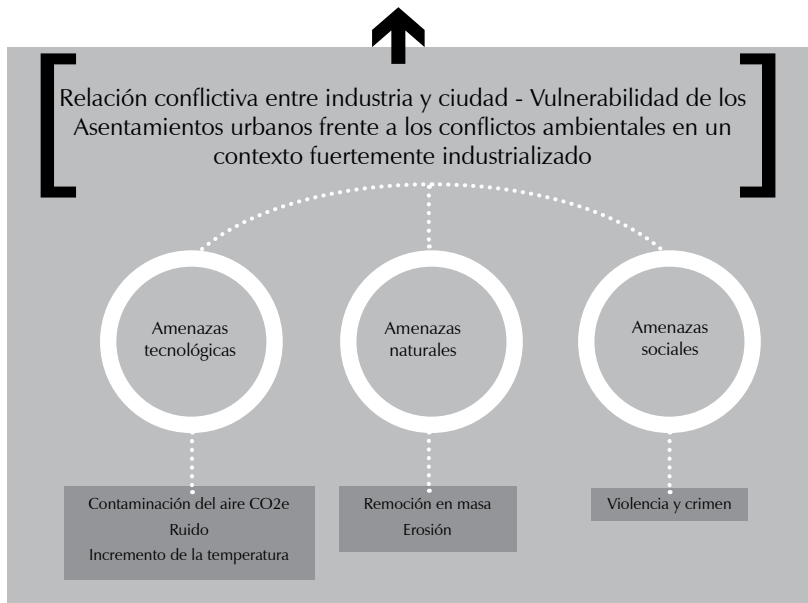 Relación conflictiva entre industria y ciudad - Vulnerabilidad de los
Asentamientos urbanos frente a los conflictos ambientales en un
contexto fuertemente industrializado
Amenazas
tecnológicas
Amenazas
naturales
Amenazas
sociales
Contaminación del aire CO2e
Ruido
Incremento de la temperatura
Remoción en masa
Erosión
Violencia y crimen